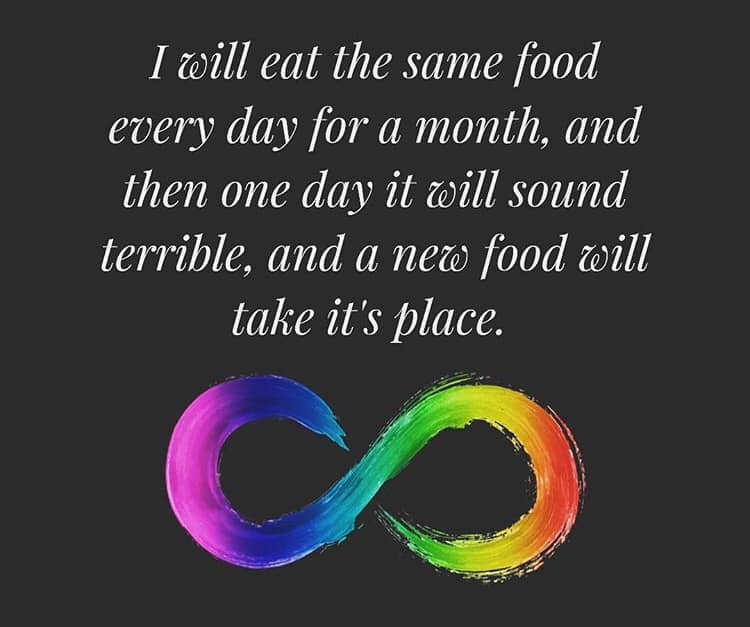 I will eat the same food
every day for a month, and
then one day it will sound
terrible, and a new food will
take it's place.